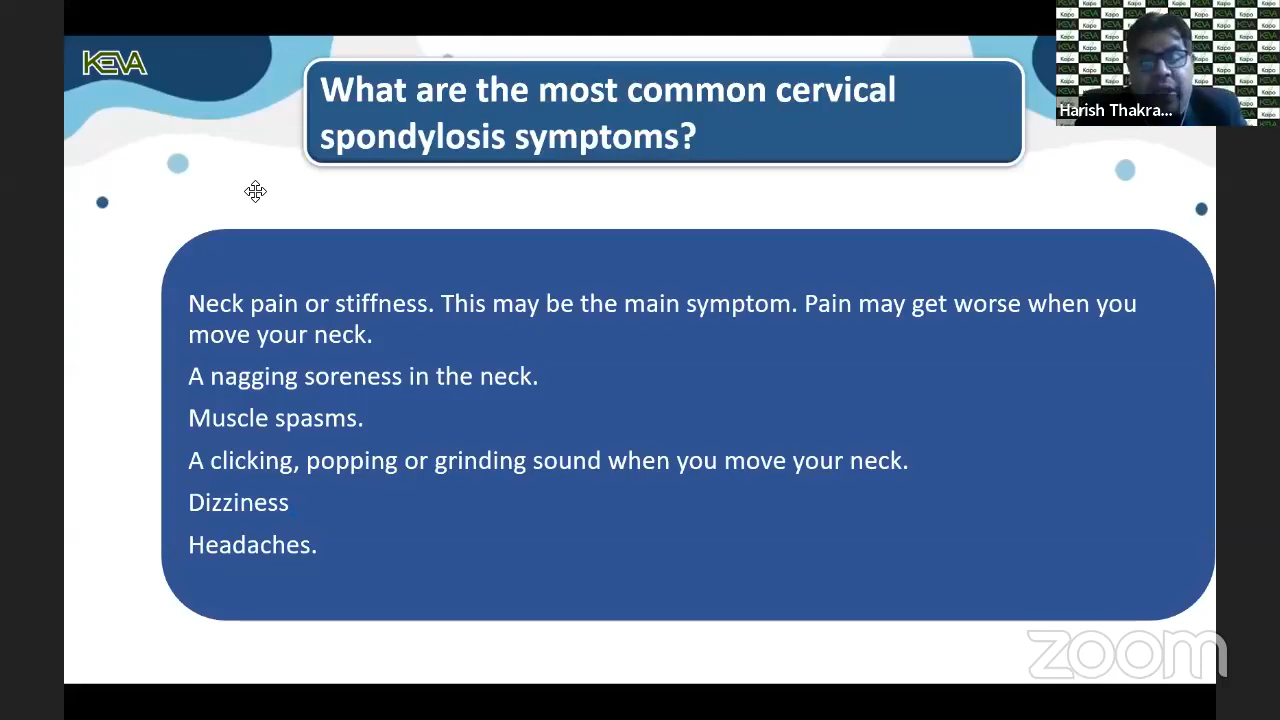 KEVA
What are the most common cervical
spondylosis symptoms?
Harish Thakra...
Neck pain or stiffness. This may be the main symptom. Pain may get worse when you
move your neck.
A nagging soreness in the neck.
Muscle spasms.
A clicking, popping or grinding sound when you move your neck.
Dizziness
Headaches.
zoom